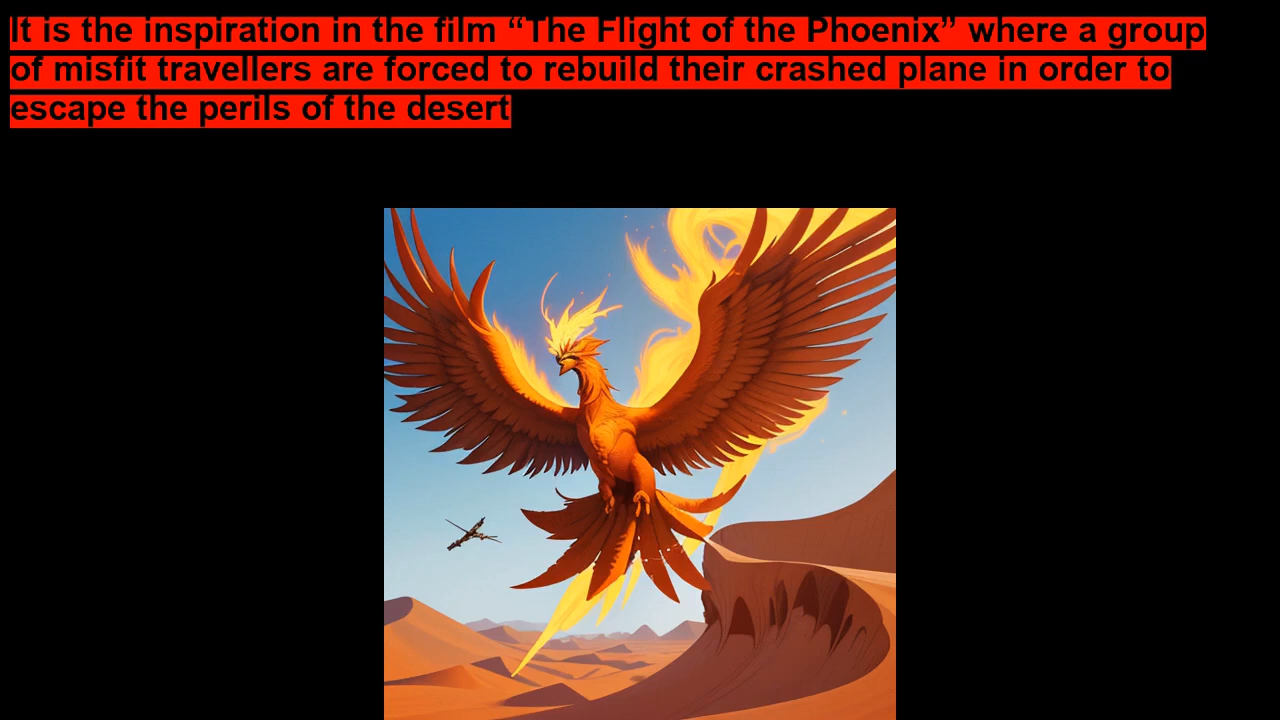 It is the inspiration in the film “The Flight of the Phoenix” where a group
of misfit travellers are forced to rebuild their crashed plane in order to
escape the perils of the desert